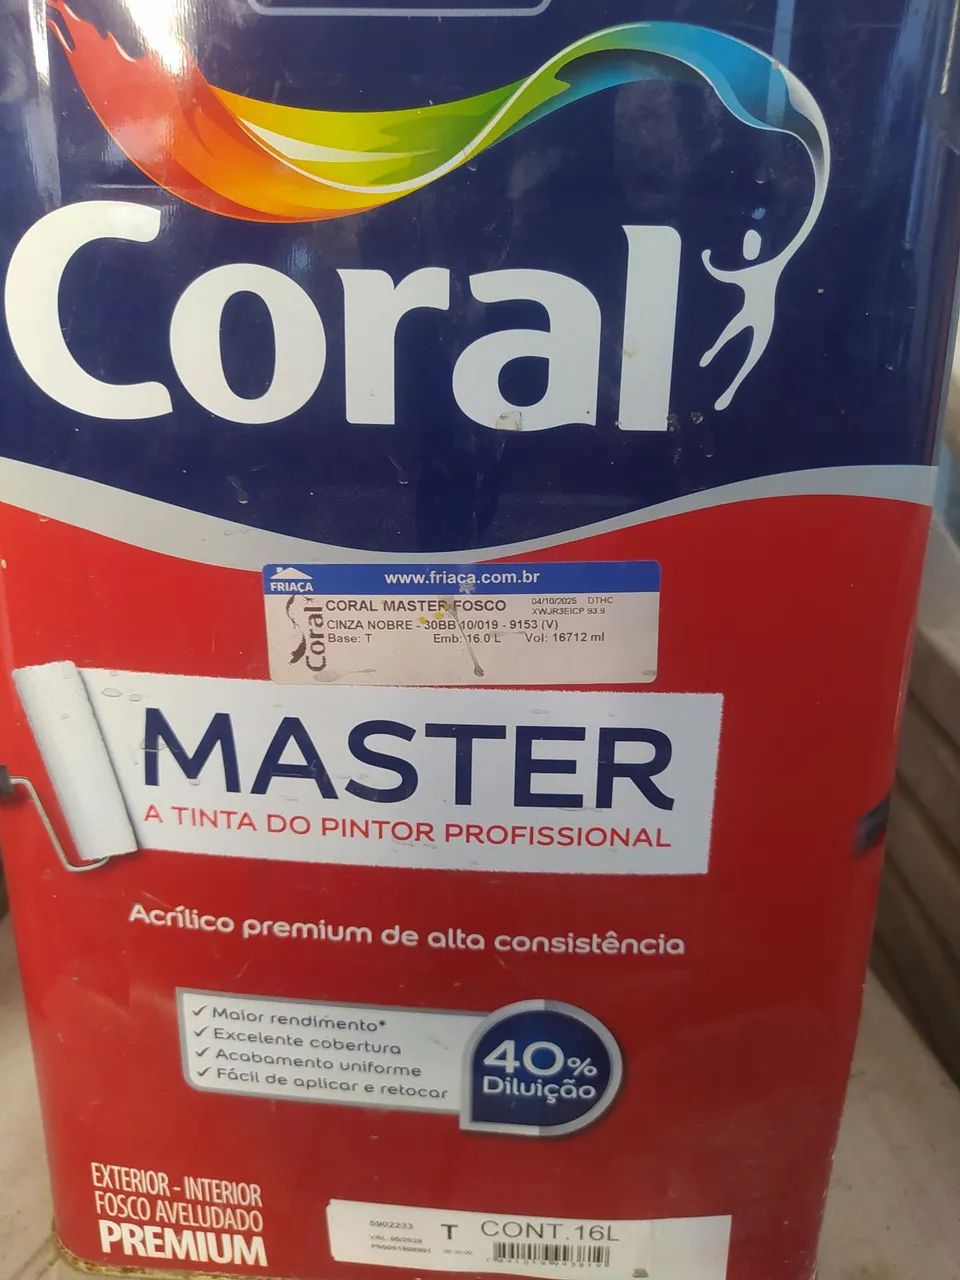 Coral
FRIAÇA
www.friaca.com.br
Coral
CORAL MASTER FOSCO
04/10/2025 DTHC
XWJR3EICP 93.9
CINZA NOBRE - 30BB 10/019 - 9153 (V)
Base: T Emb: 16.0 L Vol: 16712 ml
MASTER
A TINTA DO PINTOR PROFISSIONAL
Acrílico premium de alta consistência
✓ Maior rendimento*
✓ Excelente cobertura
✓ Acabamento uniforme
✓ Fácil de aplicar e retocar
40%
Diluição
EXTERIOR - INTERIOR
FOSCO AVELUDADO
PREMIUM
5902233
T CONT.16L